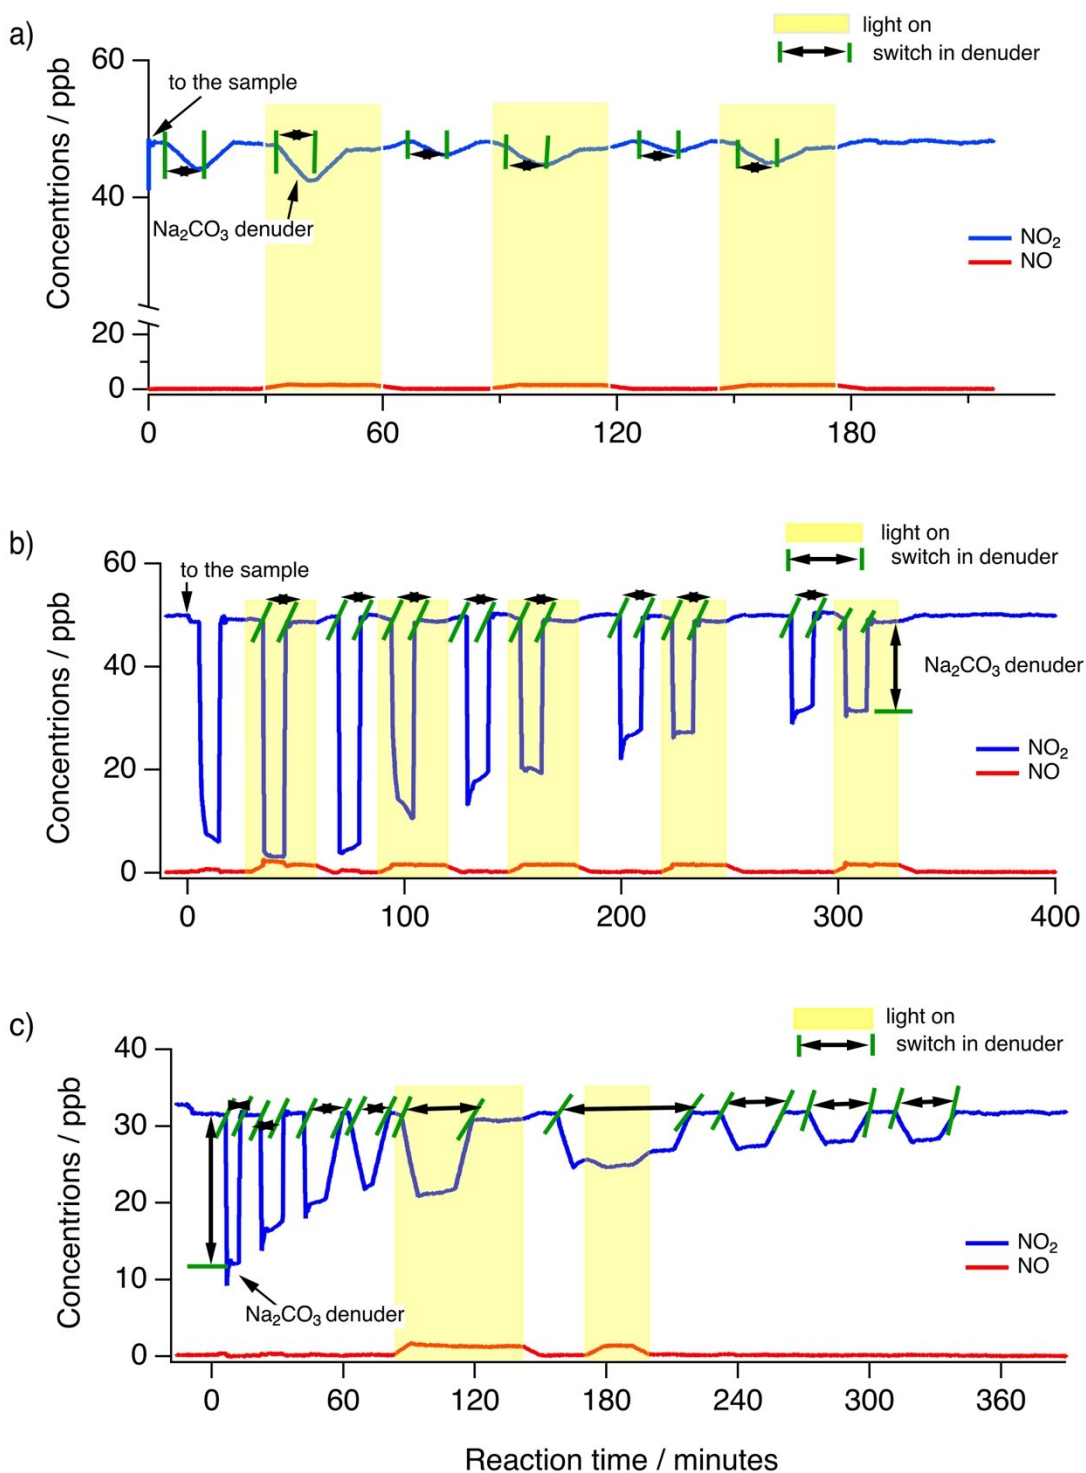 a)
light on
switch in denuder
60
to the sample
Concentrions / ppb
40
Na₂CO₃ denuder
NO₂
NO
20
0
0 60 120 180
b)
light on
switch in denuder
60
to the sample
Concentrions / ppb
40
Na₂CO₃ denuder
20
NO₂
NO
0
0 100 200 300 400
c)
light on
switch in denuder
40
Concentrions / ppb
30
20
NO₂
NO
10
Na₂CO₃ denuder
0
0 60 120 180 240 300 360
Reaction time / minutes